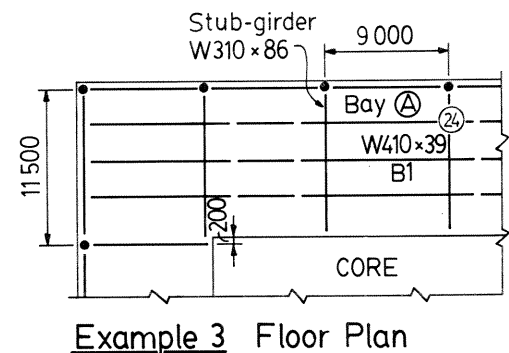 Stub-girder
W310×86
9 000
Bay Ⓐ
24
W410×39
B1
11 500
200
CORE
Example 3 Floor Plan